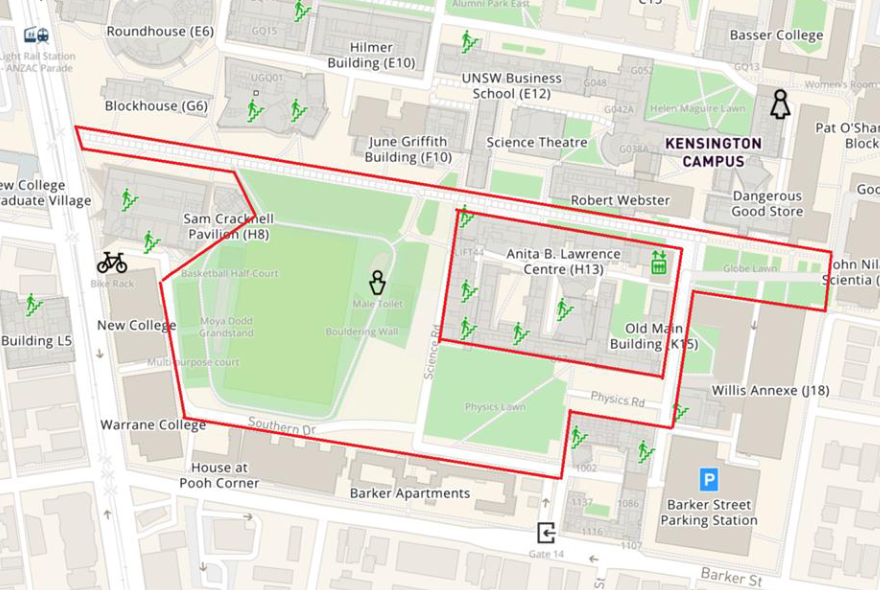 Alumni Park East
C15
Roundhouse (E6)
GQ15
Light Rail Station
- ANZAC Parade
Hilmer
Building (E10)
Basser College
UGQ01
G052
GQ13
UNSW Business
School (E12)
G048
Women's Room
Blockhouse (G6)
G042A
Helen Maguire Lawn
June Griffith
Building (F10)
Science Theatre
G038A
KENSINGTON
CAMPUS
Pat O'Sha
Block
New College
raduate Village
Robert Webster
Dangerous
Good Store
Goo
Sam Cracknell
Pavilion (H8)
LIFT44
Anita B. Lawrence
Centre (H13)
Globe Lawn
John Nil
Scientia (
Basketball Half-Court
Bike Rack
Male Toilet
Moya Dodd
Grandstand
Bouldering Wall
New College
Building L5
Science Rd
Old Main
Building (K15)
Multi-purpose court
Physics Rd
Willis Annexe (J18)
Physics Lawn
Warrane College
Southern Dr
House at
Pooh Corner
1002
P
Barker Apartments
1137
1086
Barker Street
Parking Station
1116
1107
Gate 14
Barker St
St